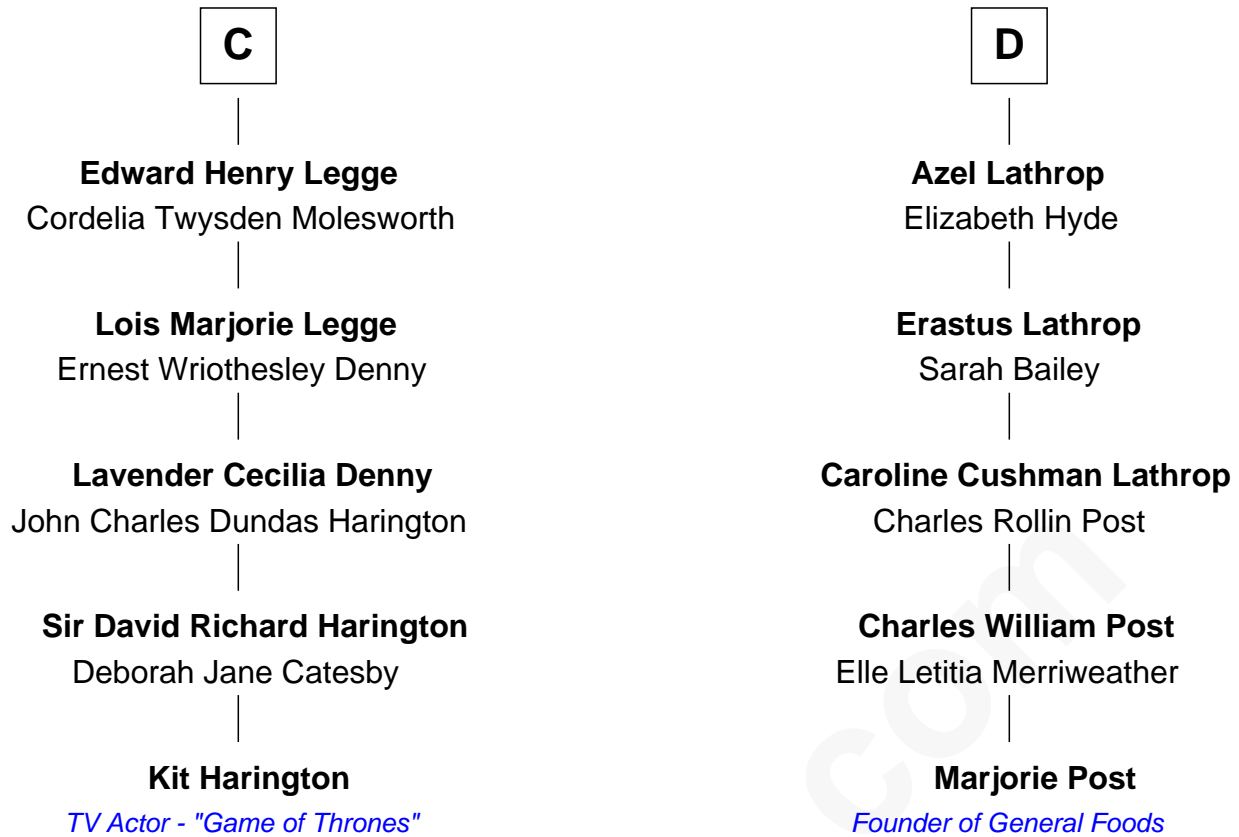 C
Edward Henry Legge
Cordelia Twysden Molesworth
Lois Marjorie Legge
Ernest Wriothesley Denny
Lavender Cecilia Denny
John Charles Dundas Harington
Sir David Richard Harington
Deborah Jane Catesby
Kit Harington
TV Actor - "Game of Thrones"
D
Azel Lathrop
Elizabeth Hyde
Erastus Lathrop
Sarah Bailey
Caroline Cushman Lathrop
Charles Rollin Post
Charles William Post
Elle Letitia Merriweather
Marjorie Post
Founder of General Foods
com